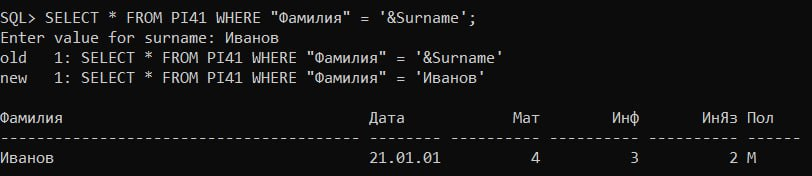 SQL> SELECT * FROM PI41 WHERE "Фамилия" = '&Surname';
Enter value for surname: Иванов
old   1: SELECT * FROM PI41 WHERE "Фамилия" = '&Surname'
new   1: SELECT * FROM PI41 WHERE "Фамилия" = 'Иванов'
Фамилия                                  Дата            Мат        Инф       ИнЯз Пол
---------------------------------------- -------- ---------- ---------- ---------- ------
Иванов                                   21.01.01          4          3          2 М